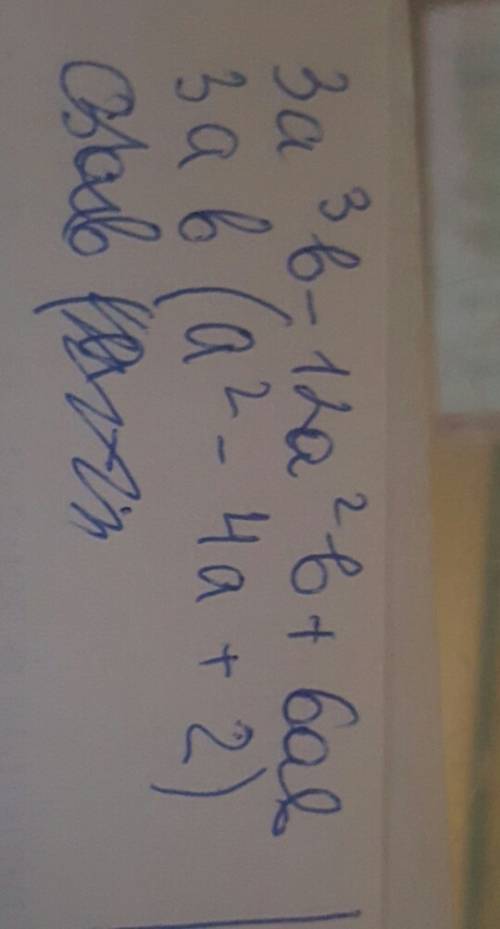 3a³b - 12a²b + 6ab
3ab (a² - 4a + 2)